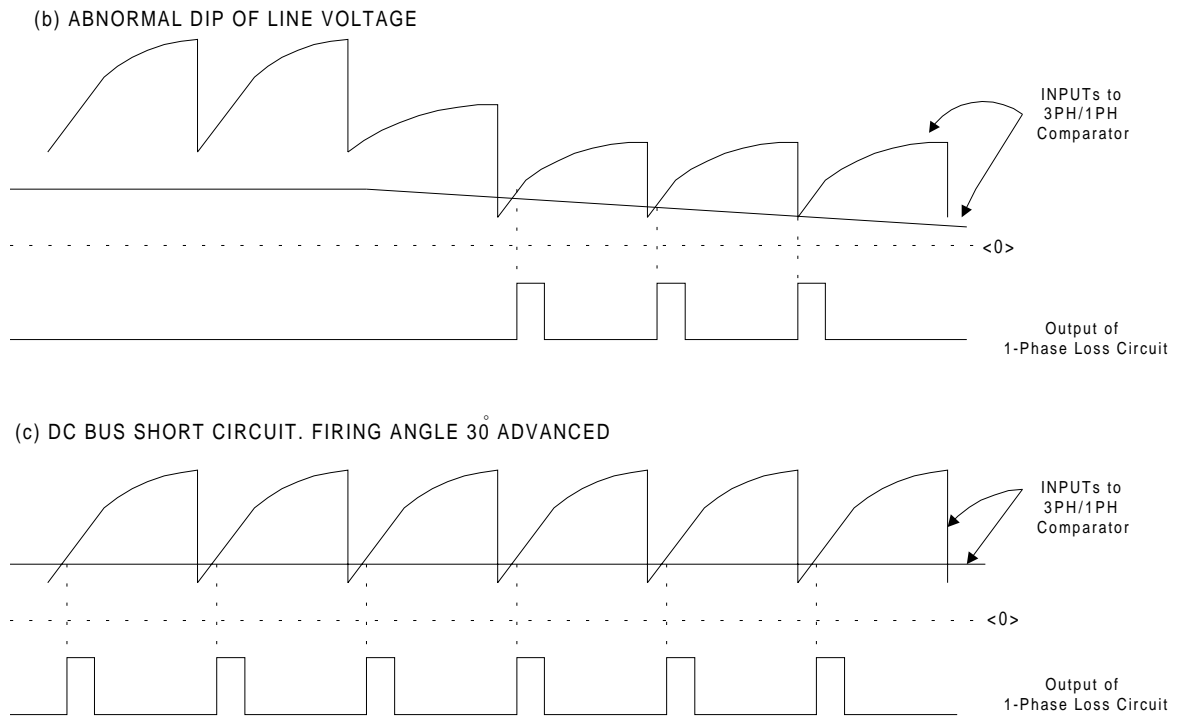 (b) ABNORMAL DIP OF LINE VOLTAGE
INPUTs to
3PH/1PH
Comparator
<0>
Output of
1-Phase Loss Circuit
(c) DC BUS SHORT CIRCUIT. FIRING ANGLE 30° ADVANCED
INPUTs to
3PH/1PH
Comparator
<0>
Output of
1-Phase Loss Circuit